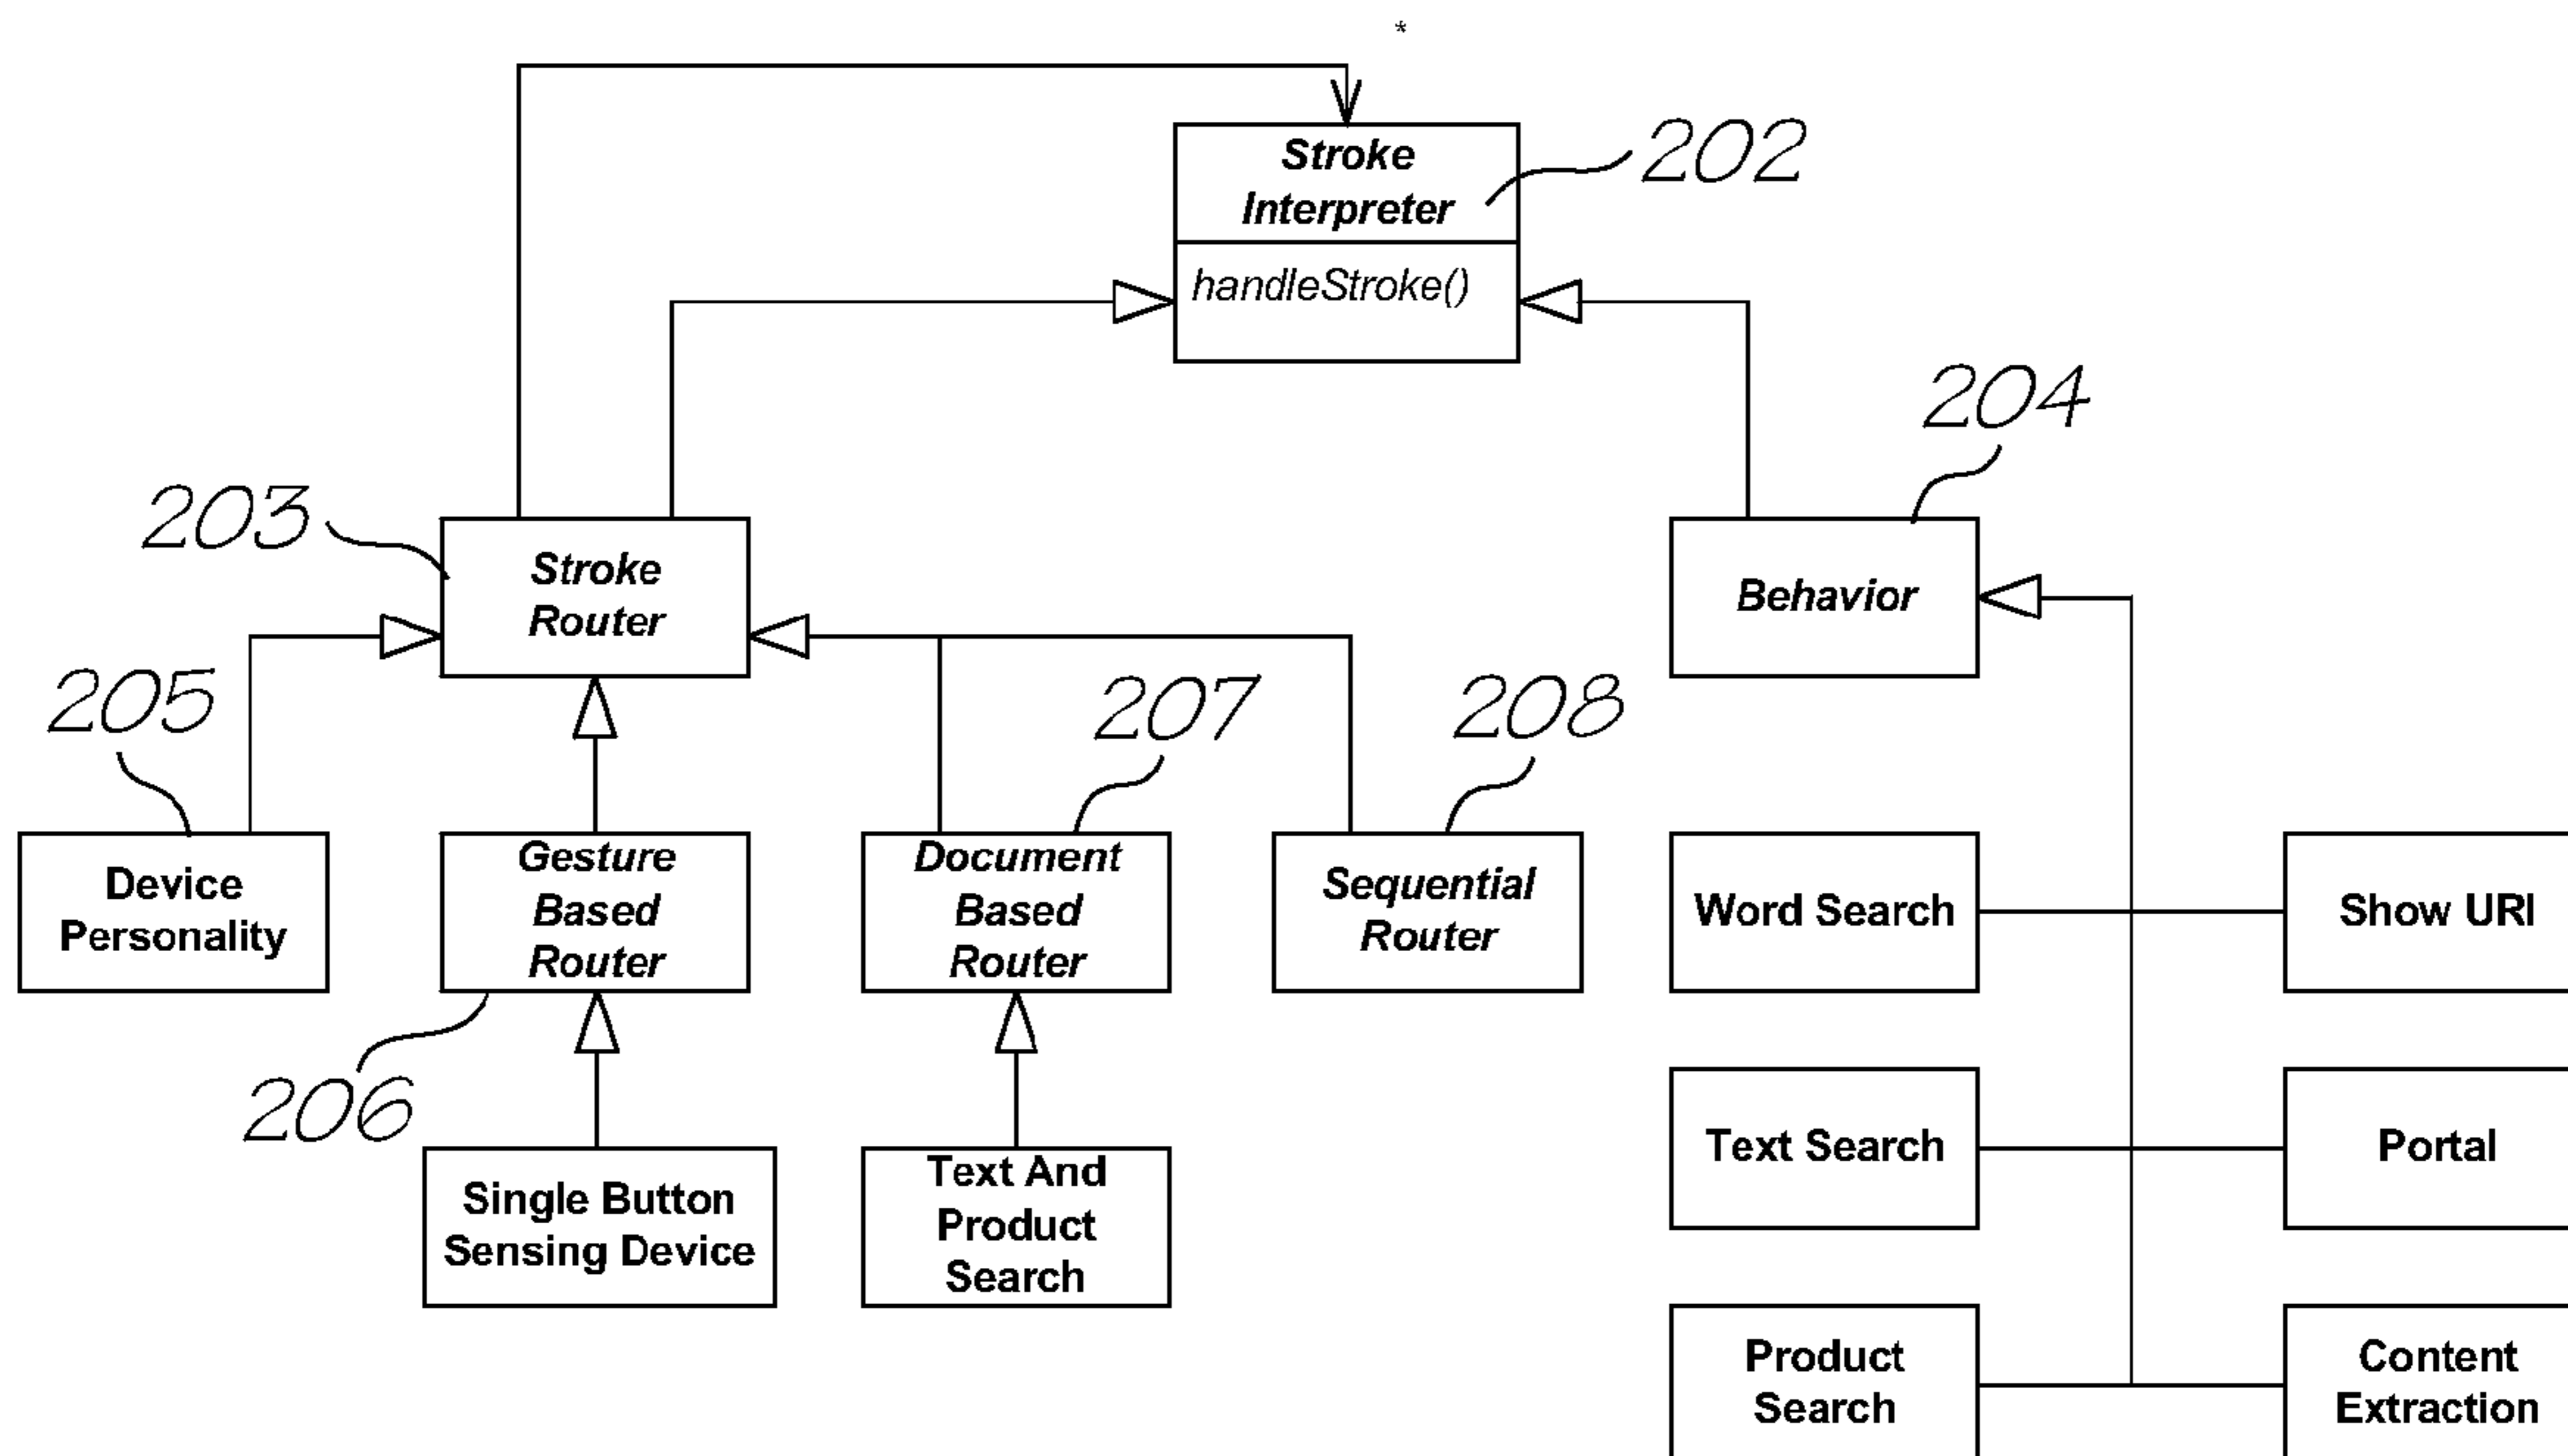 *
Stroke
Interpreter
202
handleStroke()
204
203
Stroke
Router
Behavior
205
207
208
Device
Personality
Gesture
Based
Router
Document
Based
Router
Sequential
Router
Word Search
Show URI
206
Single Button
Sensing Device
Text And
Product
Search
Text Search
Portal
Product
Search
Content
Extraction